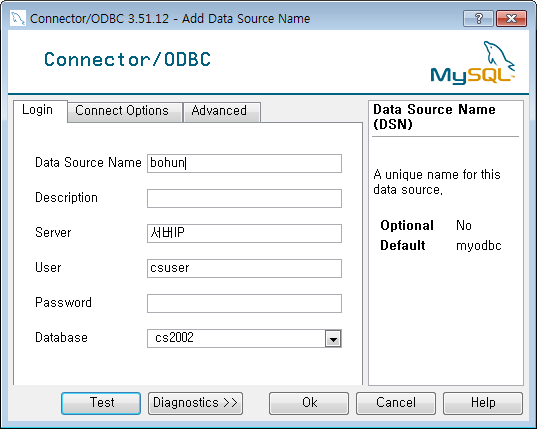 Connector/ODBC 3.51.12 - Add Data Source Name
Connector/ODBC
MySQL
Login
Connect Options
Advanced
Data Source Name bohun
Description
Server 서버IP
User csuser
Password
Database cs2002
Data Source Name
(DSN)
A unique name for this
data source.
Optional No
Default myodbc
Test
Diagnostics >>
Ok
Cancel
Help